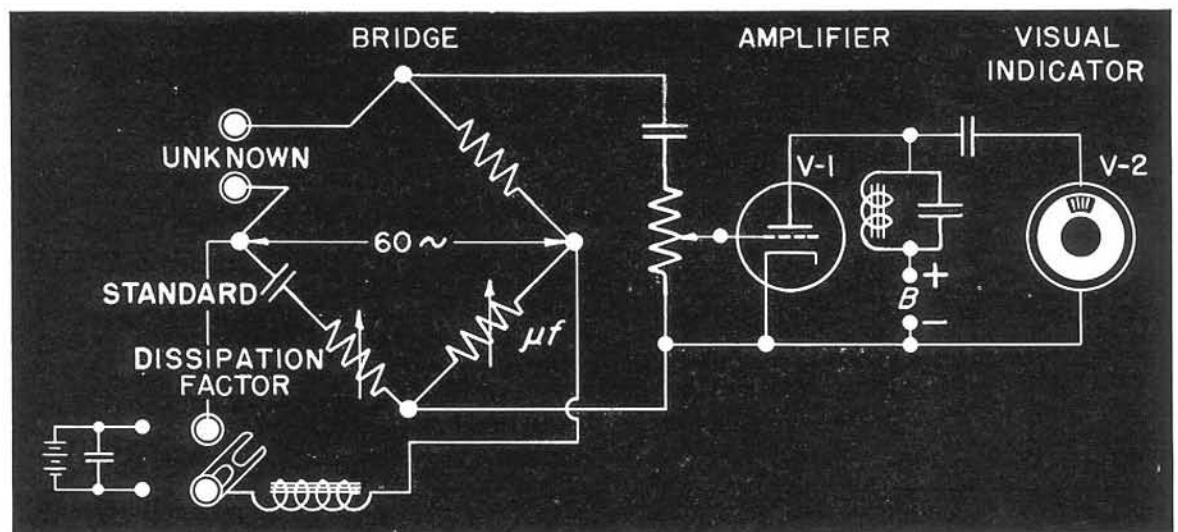 BRIDGE
AMPLIFIER
VISUAL
INDICATOR
UNKNOWN
V-1
V-2
60~
STANDARD
μf
+
B
−
DISSIPATION
FACTOR